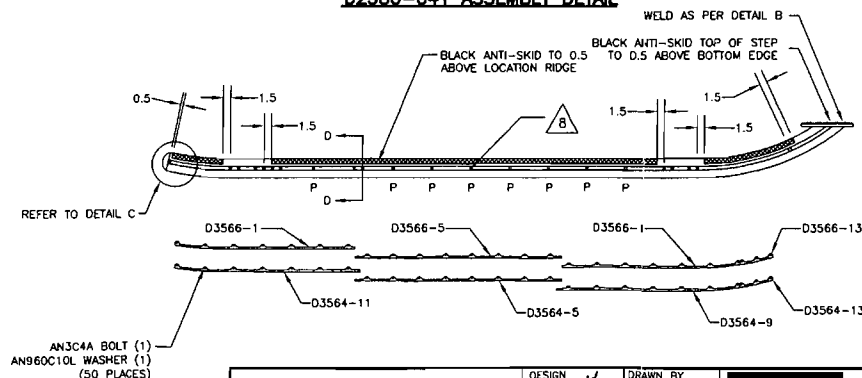 WELD AS PER DETAIL B
BLACK ANTI-SKID TO 0.5
ABOVE LOCATION RIDGE
BLACK ANTI-SKID TOP OF STEP
TO 0.5 ABOVE BOTTOM EDGE
0.5
1.5
1.5
D
D
8
1.5
1.5
1.5
P P P P P P P P P
REFER TO DETAIL C
D3566-1
D3566-5
D3566-1
D3566-13
D3564-11
D3564-5
D3564-9
D3564-13
AN3C4A BOLT (1)
AN960C10L WASHER (1)
(50 PLACES)
DESIGN
DRAWN BY